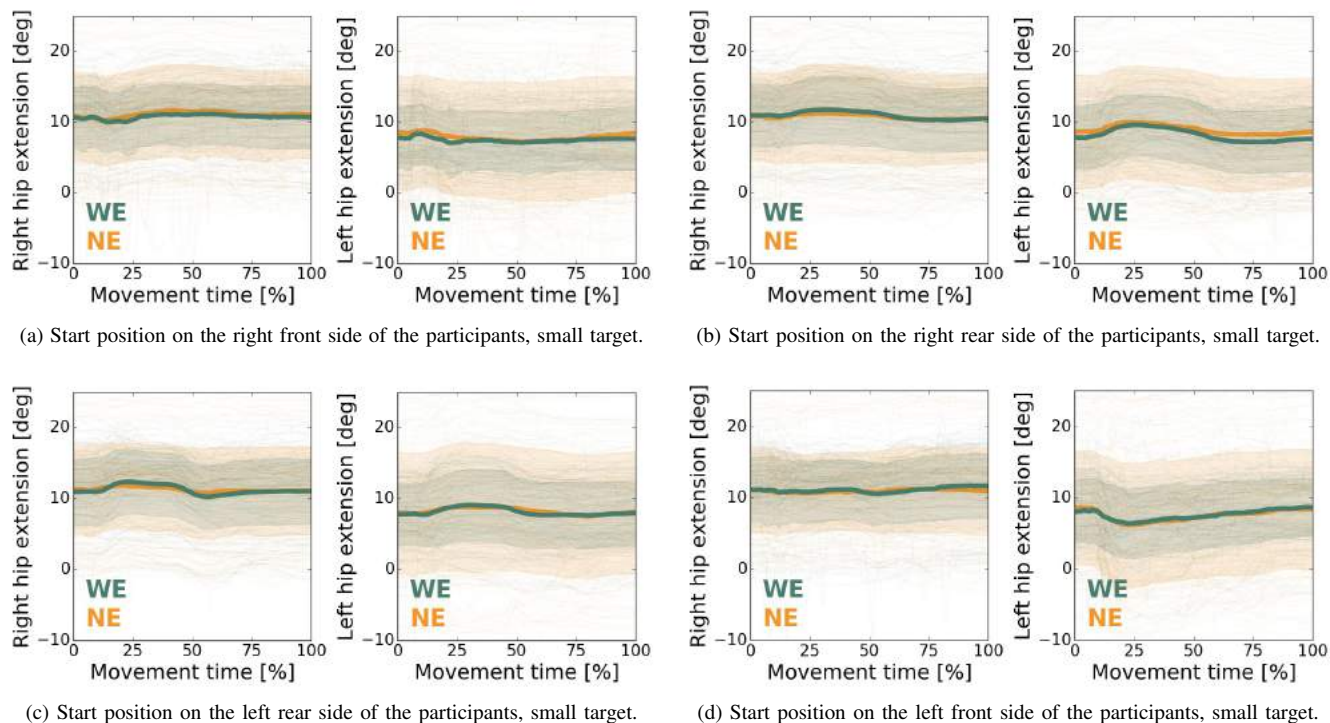 Right hip extension [deg]
20
10
0
−10
WE
NE
0 25 50 75 100
Movement time [%]
Left hip extension [deg]
20
10
0
−10
WE
NE
0 25 50 75 100
Movement time [%]
(a) Start position on the right front side of the participants, small target.
Right hip extension [deg]
20
10
0
−10
WE
NE
0 25 50 75 100
Movement time [%]
Left hip extension [deg]
20
10
0
−10
WE
NE
0 25 50 75 100
Movement time [%]
(b) Start position on the right rear side of the participants, small target.
Right hip extension [deg]
20
10
0
−10
WE
NE
0 25 50 75 100
Movement time [%]
Left hip extension [deg]
20
10
0
−10
WE
NE
0 25 50 75 100
Movement time [%]
(c) Start position on the left rear side of the participants, small target.
Right hip extension [deg]
20
10
0
−10
WE
NE
0 25 50 75 100
Movement time [%]
Left hip extension [deg]
20
10
0
−10
WE
NE
0 25 50 75 100
Movement time [%]
(d) Start position on the left front side of the participants, small target.